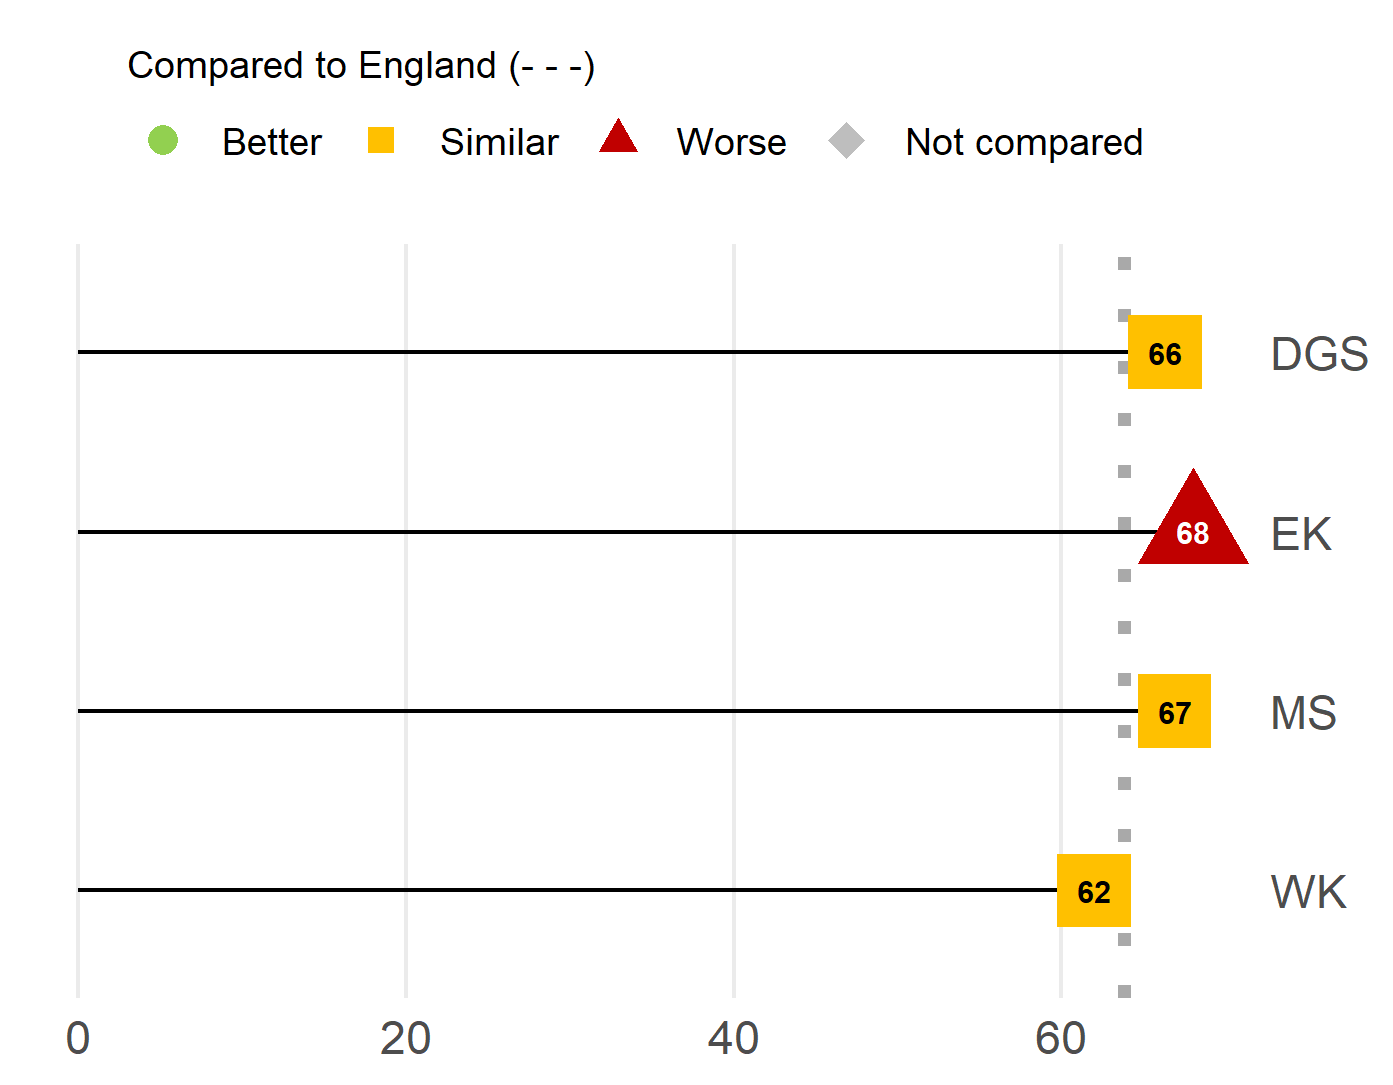 Compared to England (- - -)
Better Similar Worse Not compared
66 DGS
68 EK
67 MS
62 WK
0 20 40 60